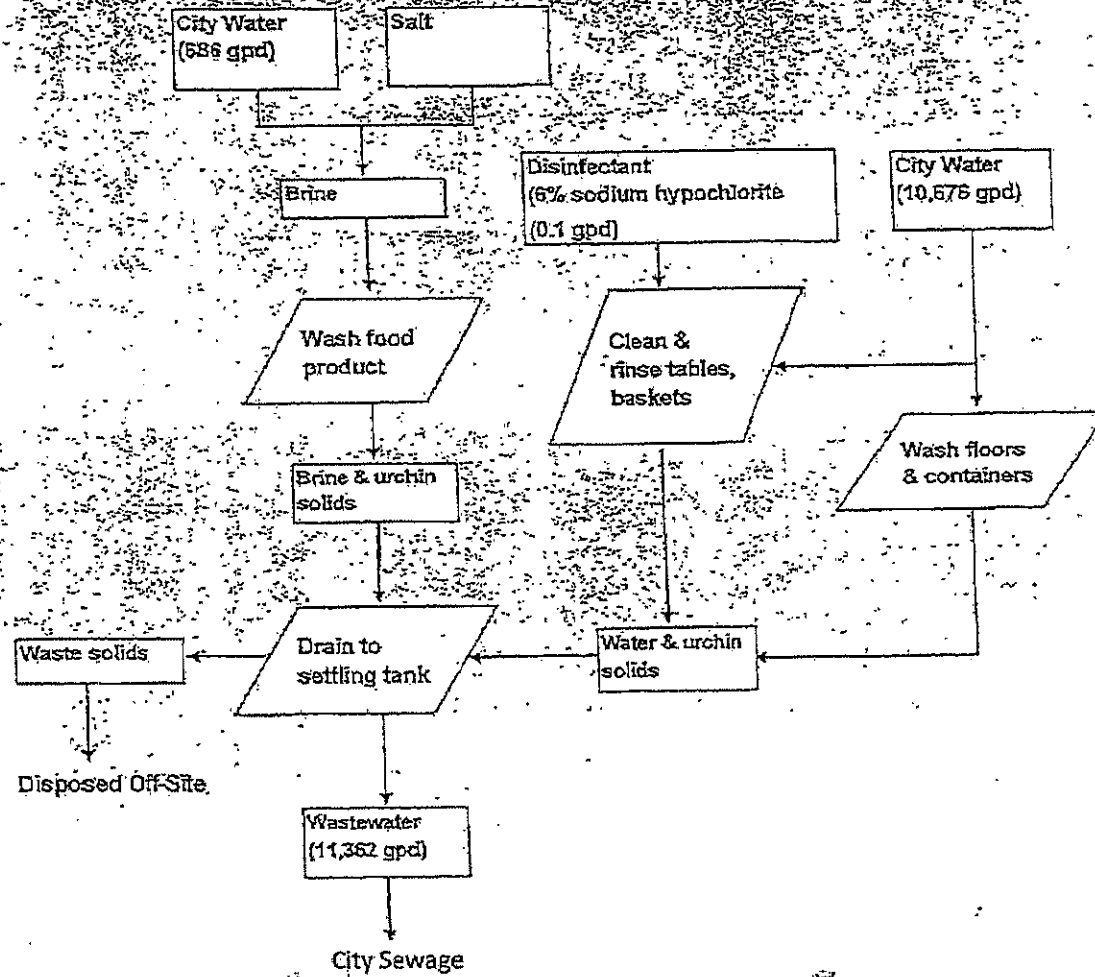 City Water
(686 gpd)
Salt
Brine
Disinfectant
(6% sodium hypochlorite
(0.1 gpd)
City Water
(10,676 gpd)
Wash food
product
Clean &
rinse tables,
baskets
Wash floors
& containers
Brine & urchin
solids
Waste solids
Drain to
settling tank
Water & urchin
solids
Disposed Off-Site
Wastewater
(11,362 gpd)
City Sewage